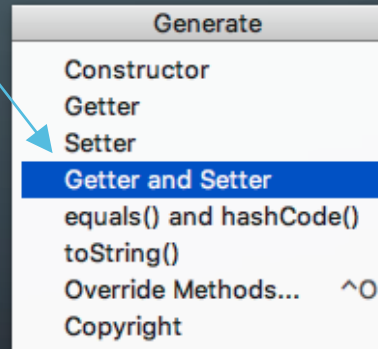 Generate
Constructor
Getter
Setter
Getter and Setter
equals() and hashCode()
toString()
Override Methods... ^O
Copyright